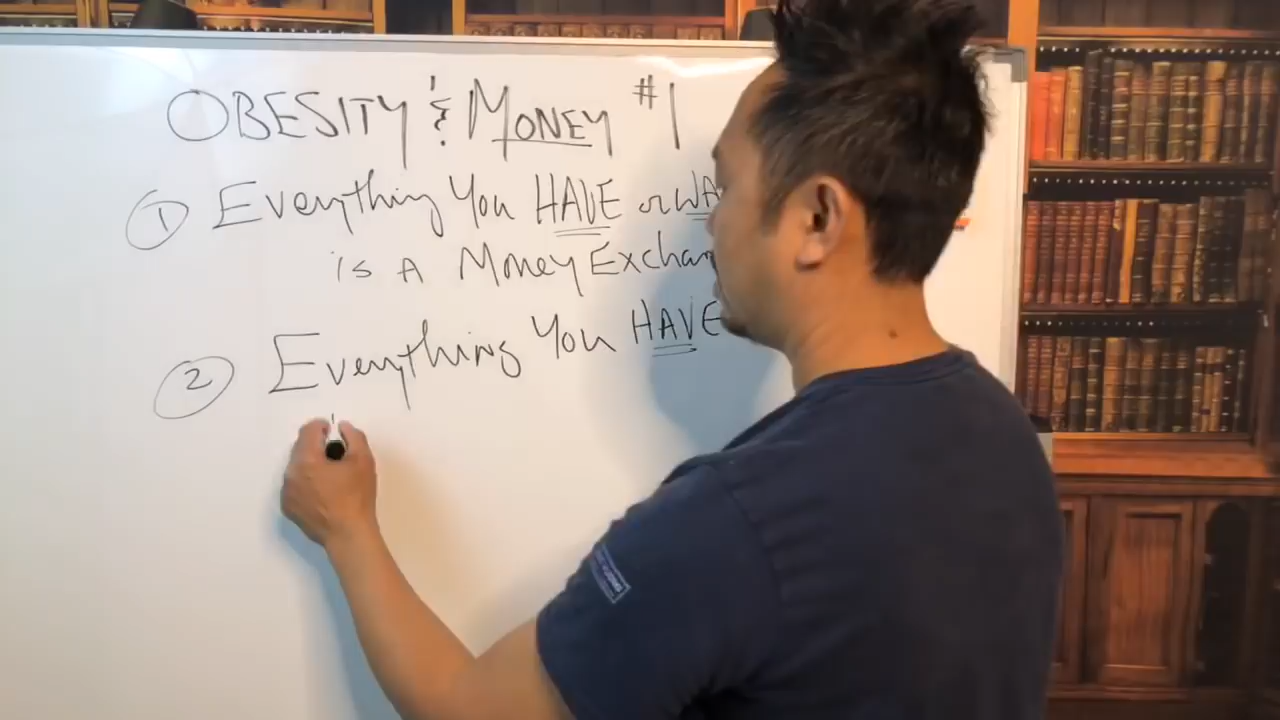 OBESITY & MONEY #1
① Everything You HAVE or WA
is A Money Exchan
② Everything You HAVE